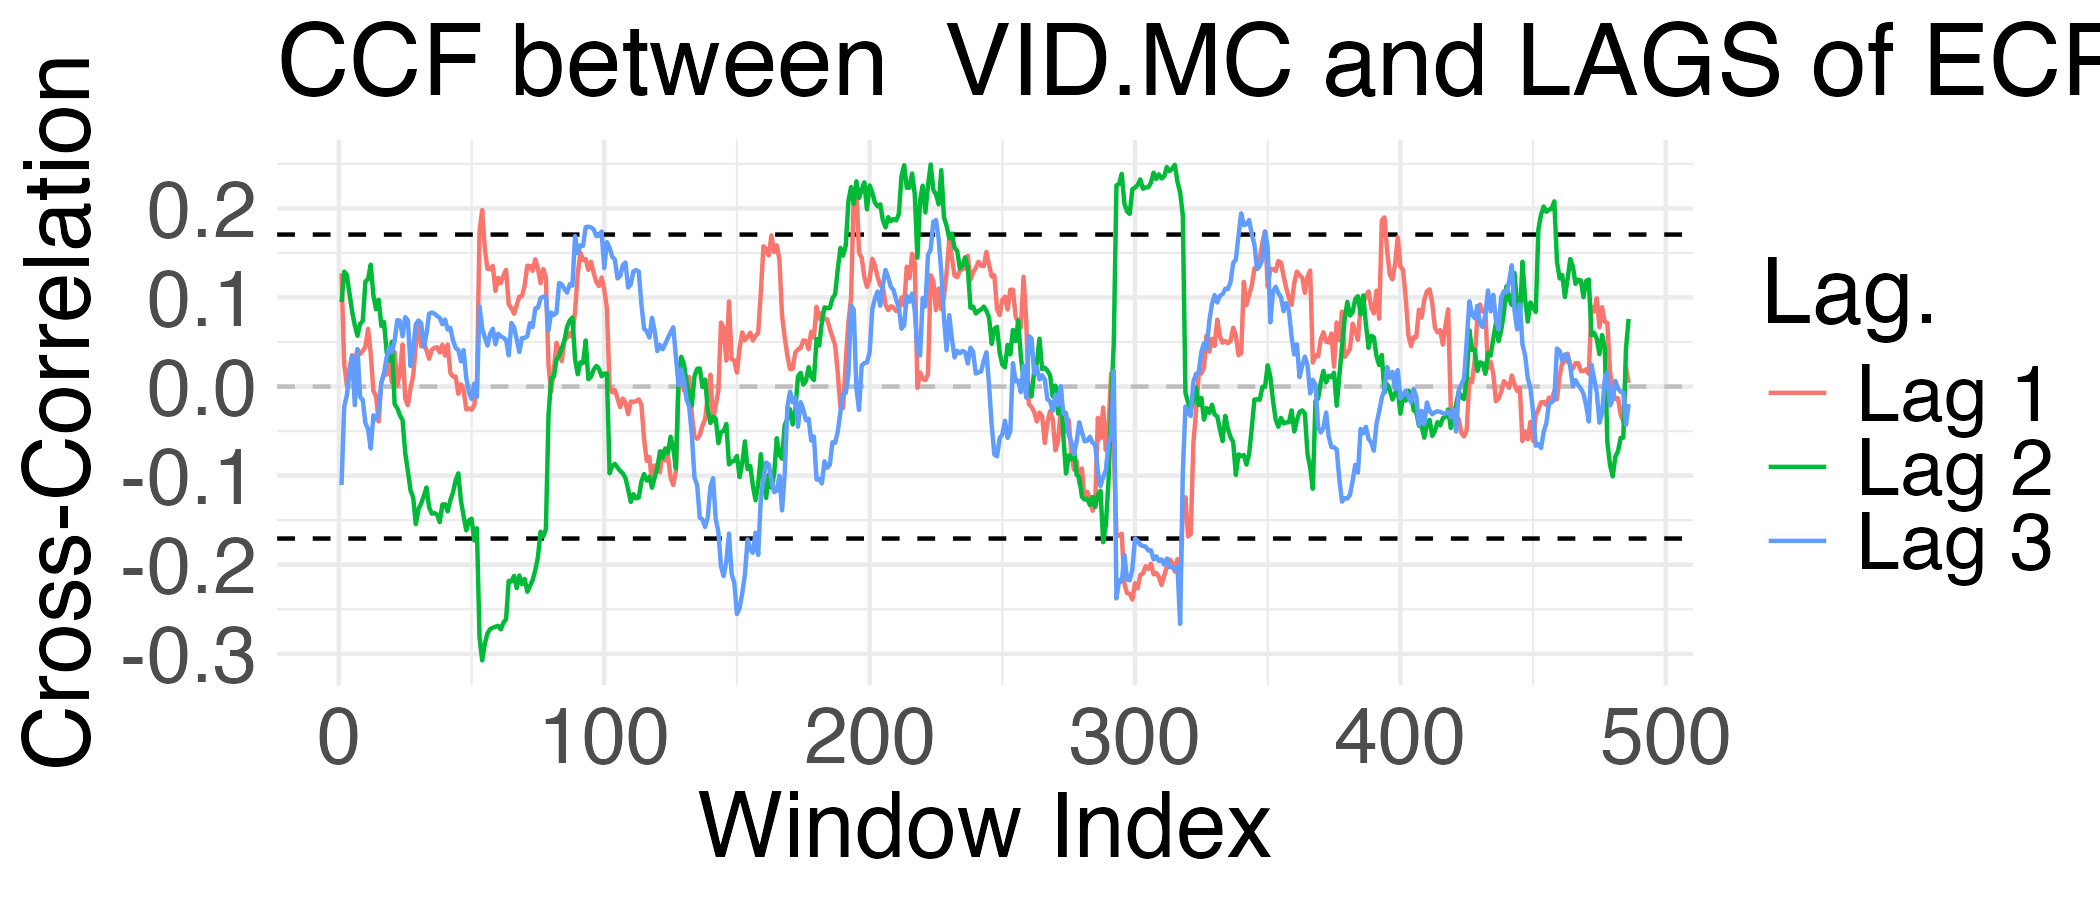 CCF between  VID.MC and LAGS of ECF
Cross-Correlation
0.2
0.1
0.0
-0.1
-0.2
-0.3
0 100 200 300 400 500
Window Index
Lag.
Lag 1
Lag 2
Lag 3